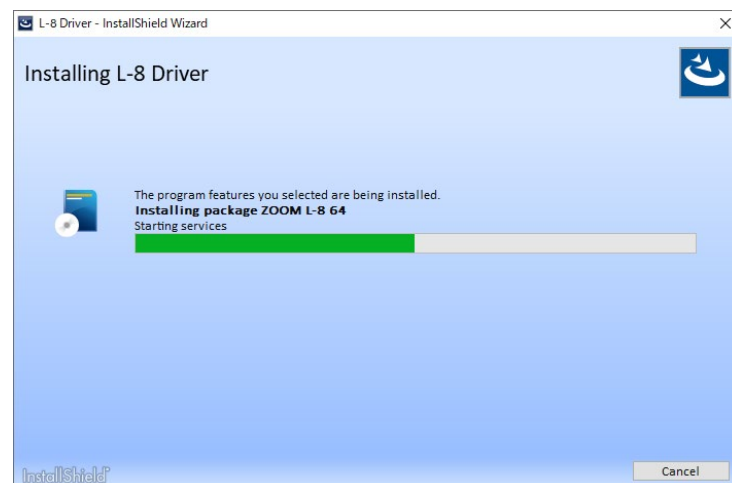 L-8 Driver - InstallShield Wizard
Installing L-8 Driver
The program features you selected are being installed.
Installing package ZOOM L-8 64
Starting services
InstallShield
Cancel